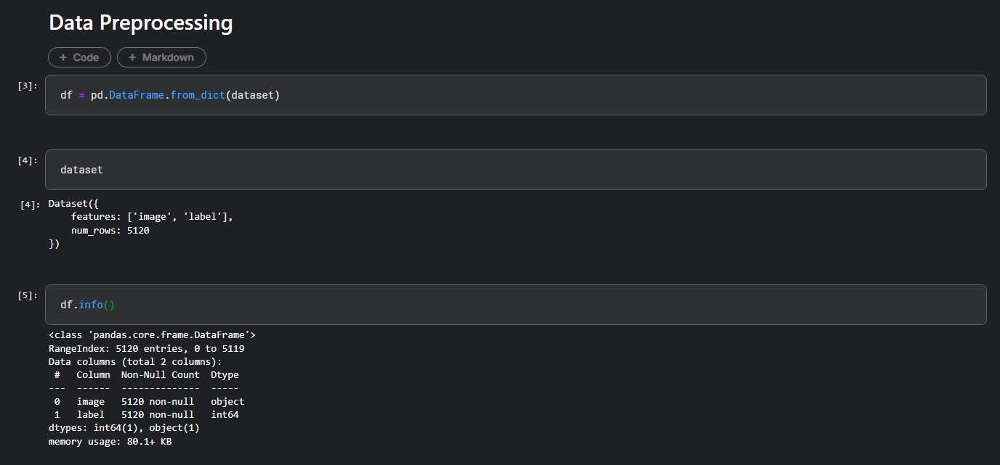 Data Preprocessing
+ Code + Markdown
[3]: df = pd.DataFrame.from_dict(dataset)
[4]: dataset
[4]: Dataset({
    features: ['image', 'label'],
    num_rows: 5120
})
[5]: df.info()
<class 'pandas.core.frame.DataFrame'>
RangeIndex: 5120 entries, 0 to 5119
Data columns (total 2 columns):
 #   Column  Non-Null Count  Dtype
---  ------  --------------  -----
 0   image   5120 non-null   object
 1   label   5120 non-null   int64
dtypes: int64(1), object(1)
memory usage: 80.1+ KB